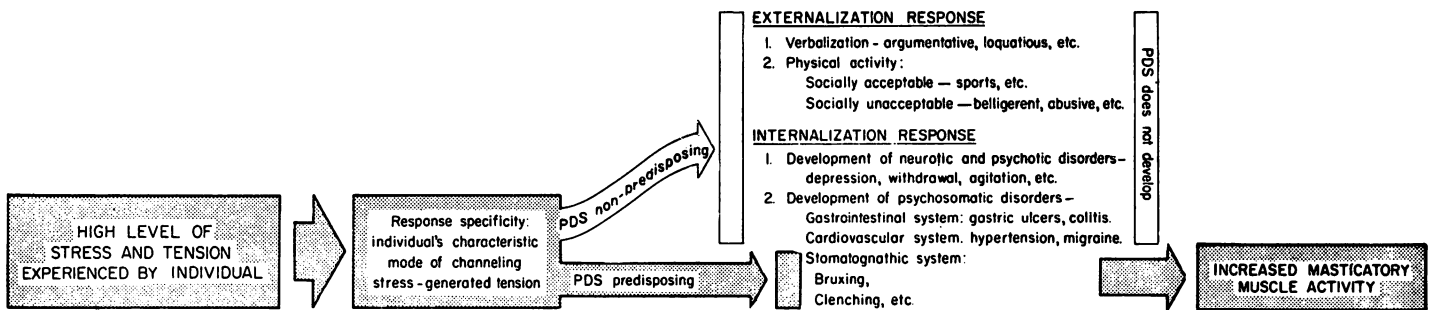 HIGH LEVEL OF
STRESS AND TENSION
EXPERIENCED BY INDIVIDUAL
Response specificity:
individual's characteristic
mode of channeling
stress-generated tension
PDS non-predisposing
PDS predisposing
EXTERNALIZATION RESPONSE
1. Verbalization - argumentative, loquatious, etc.
2. Physical activity:
Socially acceptable — sports, etc.
Socially unacceptable — belligerent, abusive, etc.
INTERNALIZATION RESPONSE
1. Development of neurotic and psychotic disorders–
depression, withdrawal, agitation, etc.
2. Development of psychosomatic disorders–
Gastrointestinal system: gastric ulcers, colitis.
Cardiovascular system. hypertension, migraine.
Stomatognathic system:
Bruxing,
Clenching, etc.
PDS does not develop
INCREASED MASTICATORY
MUSCLE ACTIVITY